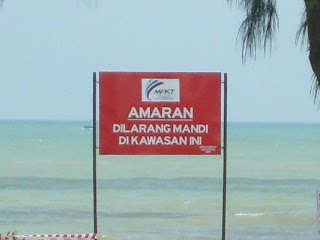 MPKT
AMARAN
DILARANG MANDI
DI KAWASAN INI